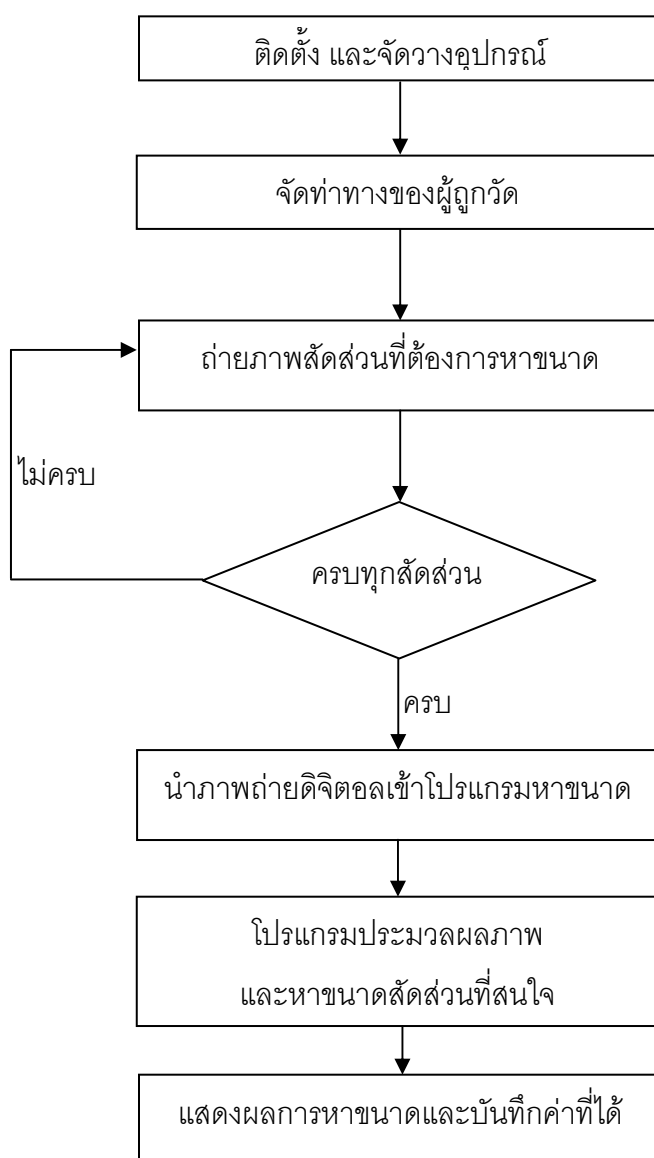 ติดตั้ง และจัดวางอุปกรณ์
จัดท่าทางของผู้ถูกวัด
ถ่ายภาพสัดส่วนที่ต้องการหาขนาด
ไม่ครบ
ครบทุกสัดส่วน
ครบ
นำภาพถ่ายดิจิตอลเข้าโปรแกรมหาขนาด
โปรแกรมประมวลผลภาพ
และหาขนาดสัดส่วนที่สนใจ
แสดงผลการหาขนาดและบันทึกค่าที่ได้